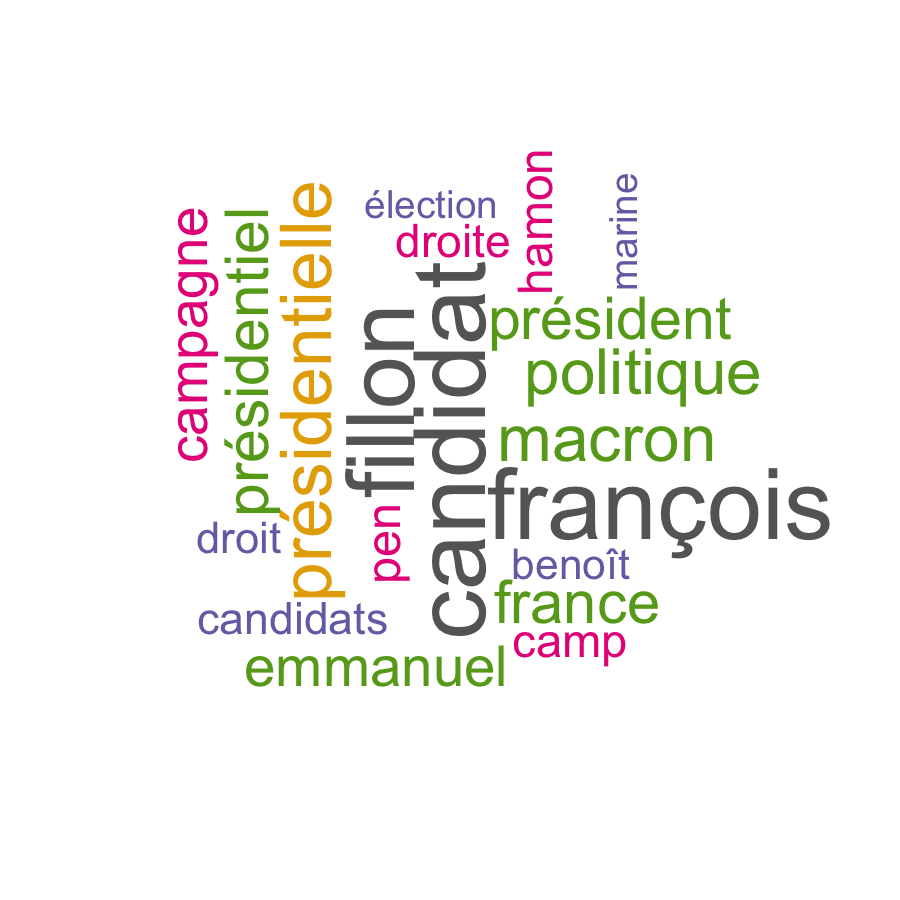 campagne
présidentiel
présidentielle
élection
droite
hamon
marine
fillon
candidat
président
politique
macron
françois
pen
droit
benoît
france
candidats
camp
emmanuel